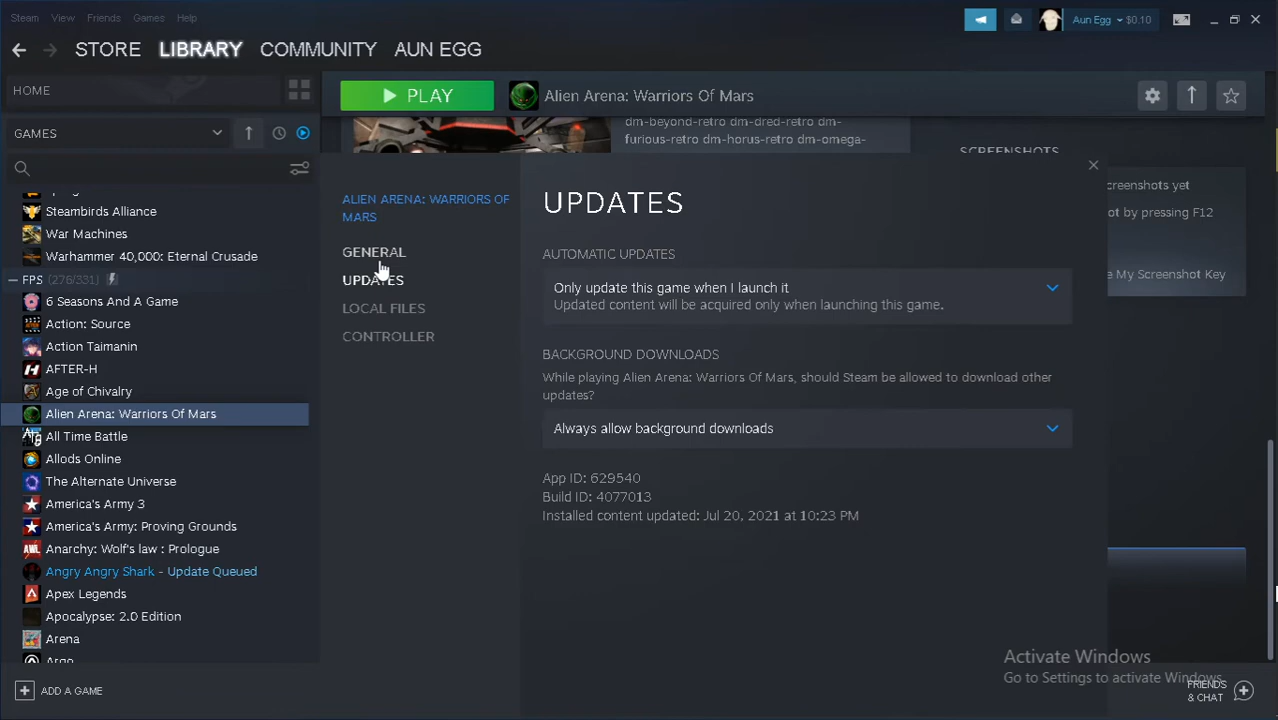 Steam View Friends Games Help
Aun Egg $0.10
STORE LIBRARY COMMUNITY AUN EGG
HOME
PLAY
Alien Arena: Warriors Of Mars
GAMES
dm-beyond-retro dm-dred-retro dm-
furious-retro dm-horus-retro dm-omega-
SCREENSHOTS
creenshots yet
ot by pressing F12
e My Screenshot Key
Steambirds Alliance
War Machines
Warhammer 40,000: Eternal Crusade
FPS (276/331)
6 Seasons And A Game
Action: Source
Action Taimanin
AFTER-H
Age of Chivalry
Alien Arena: Warriors Of Mars
All Time Battle
Allods Online
The Alternate Universe
America's Army 3
America's Army: Proving Grounds
Anarchy: Wolf's law : Prologue
Angry Angry Shark - Update Queued
Apex Legends
Apocalypse: 2.0 Edition
Arena
Argo
ADD A GAME
ALIEN ARENA: WARRIORS OF
MARS
GENERAL
UPDATES
LOCAL FILES
CONTROLLER
UPDATES
AUTOMATIC UPDATES
Only update this game when I launch it
Updated content will be acquired only when launching this game.
BACKGROUND DOWNLOADS
While playing Alien Arena: Warriors Of Mars, should Steam be allowed to download other
updates?
Always allow background downloads
App ID: 629540
Build ID: 4077013
Installed content updated: Jul 20, 2021 at 10:23 PM
Activate Windows
Go to Settings to activate Windows.
FRIENDS
& CHAT